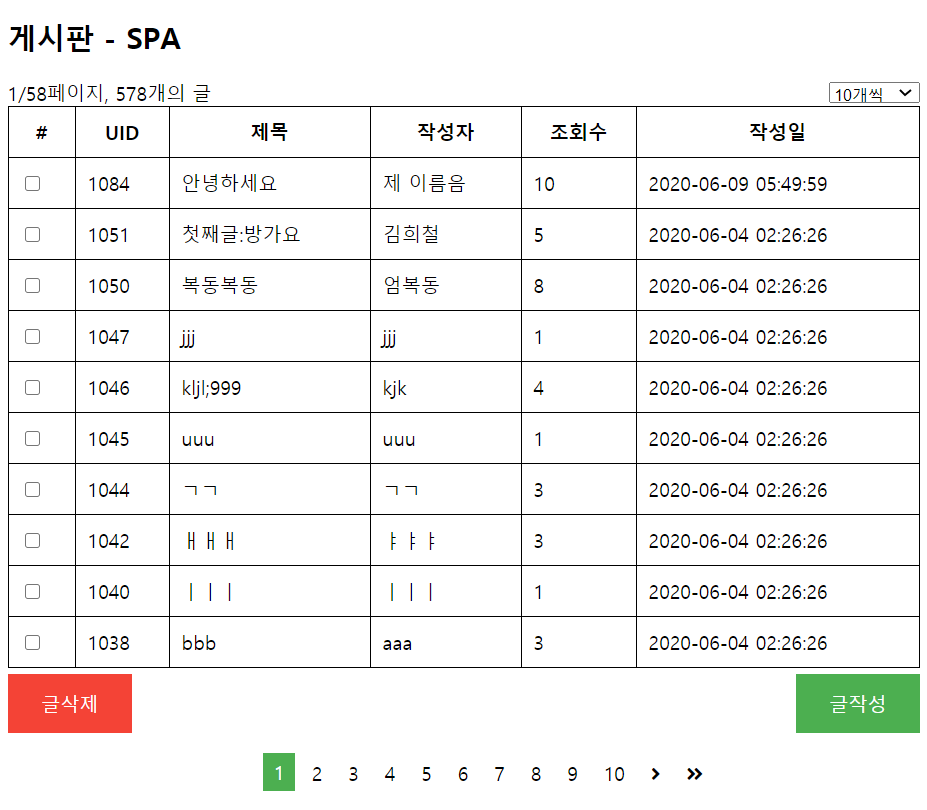 게시판 - SPA
1/58페이지, 578개의 글 10개씩
# UID 제목 작성자 조회수 작성일
1084 안녕하세요 제 이름음 10 2020-06-09 05:49:59
1051 첫째글:방가요 김희철 5 2020-06-04 02:26:26
1050 복동복동 엄복동 8 2020-06-04 02:26:26
1047 jjj jjj 1 2020-06-04 02:26:26
1046 kljl;999 kjk 4 2020-06-04 02:26:26
1045 uuu uuu 1 2020-06-04 02:26:26
1044 ㄱㄱ ㄱㄱ 3 2020-06-04 02:26:26
1042 ㅐㅐㅐ ㅑㅑㅑ 3 2020-06-04 02:26:26
1040 ㅣㅣㅣ ㅣㅣㅣ 1 2020-06-04 02:26:26
1038 bbb aaa 3 2020-06-04 02:26:26
글삭제 글작성
1 2 3 4 5 6 7 8 9 10 › »